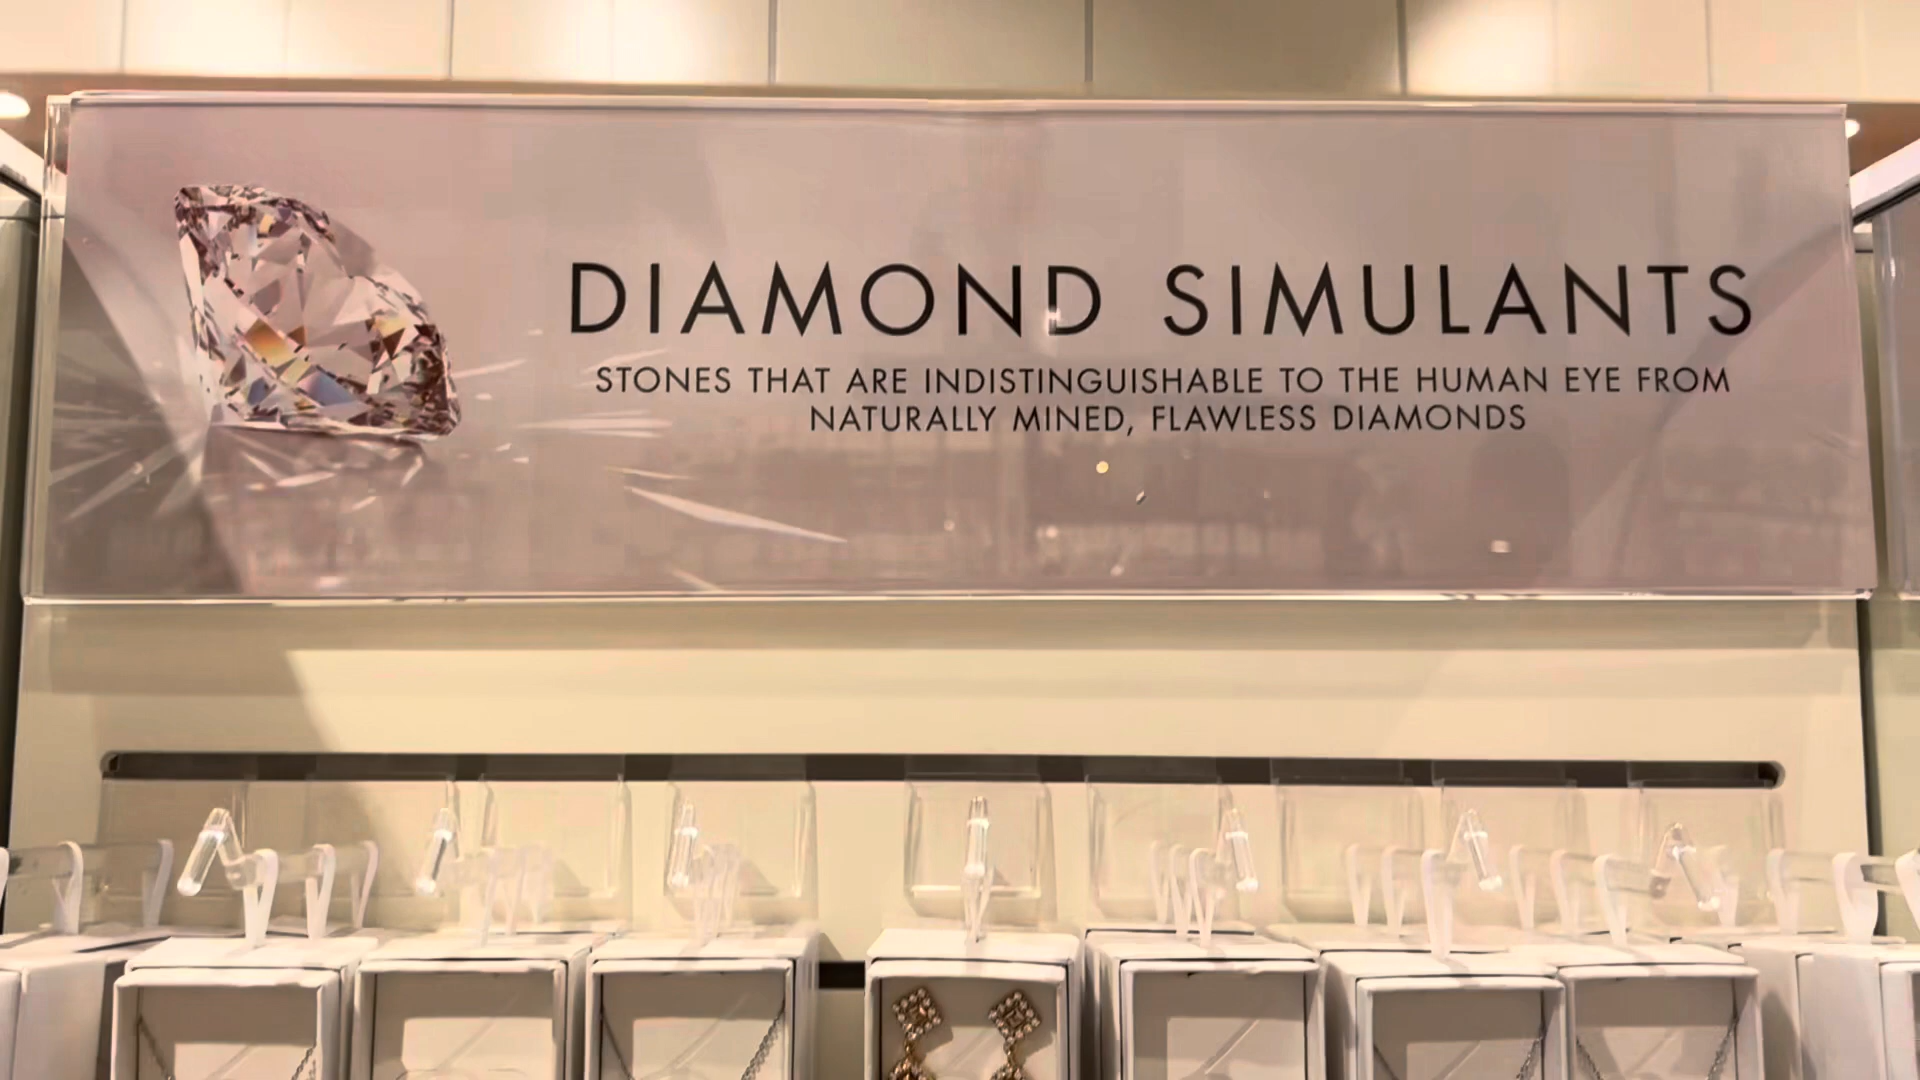 DIAMOND SIMULANTS
STONES THAT ARE INDISTINGUISHABLE TO THE HUMAN EYE FROM
NATURALLY MINED, FLAWLESS DIAMONDS